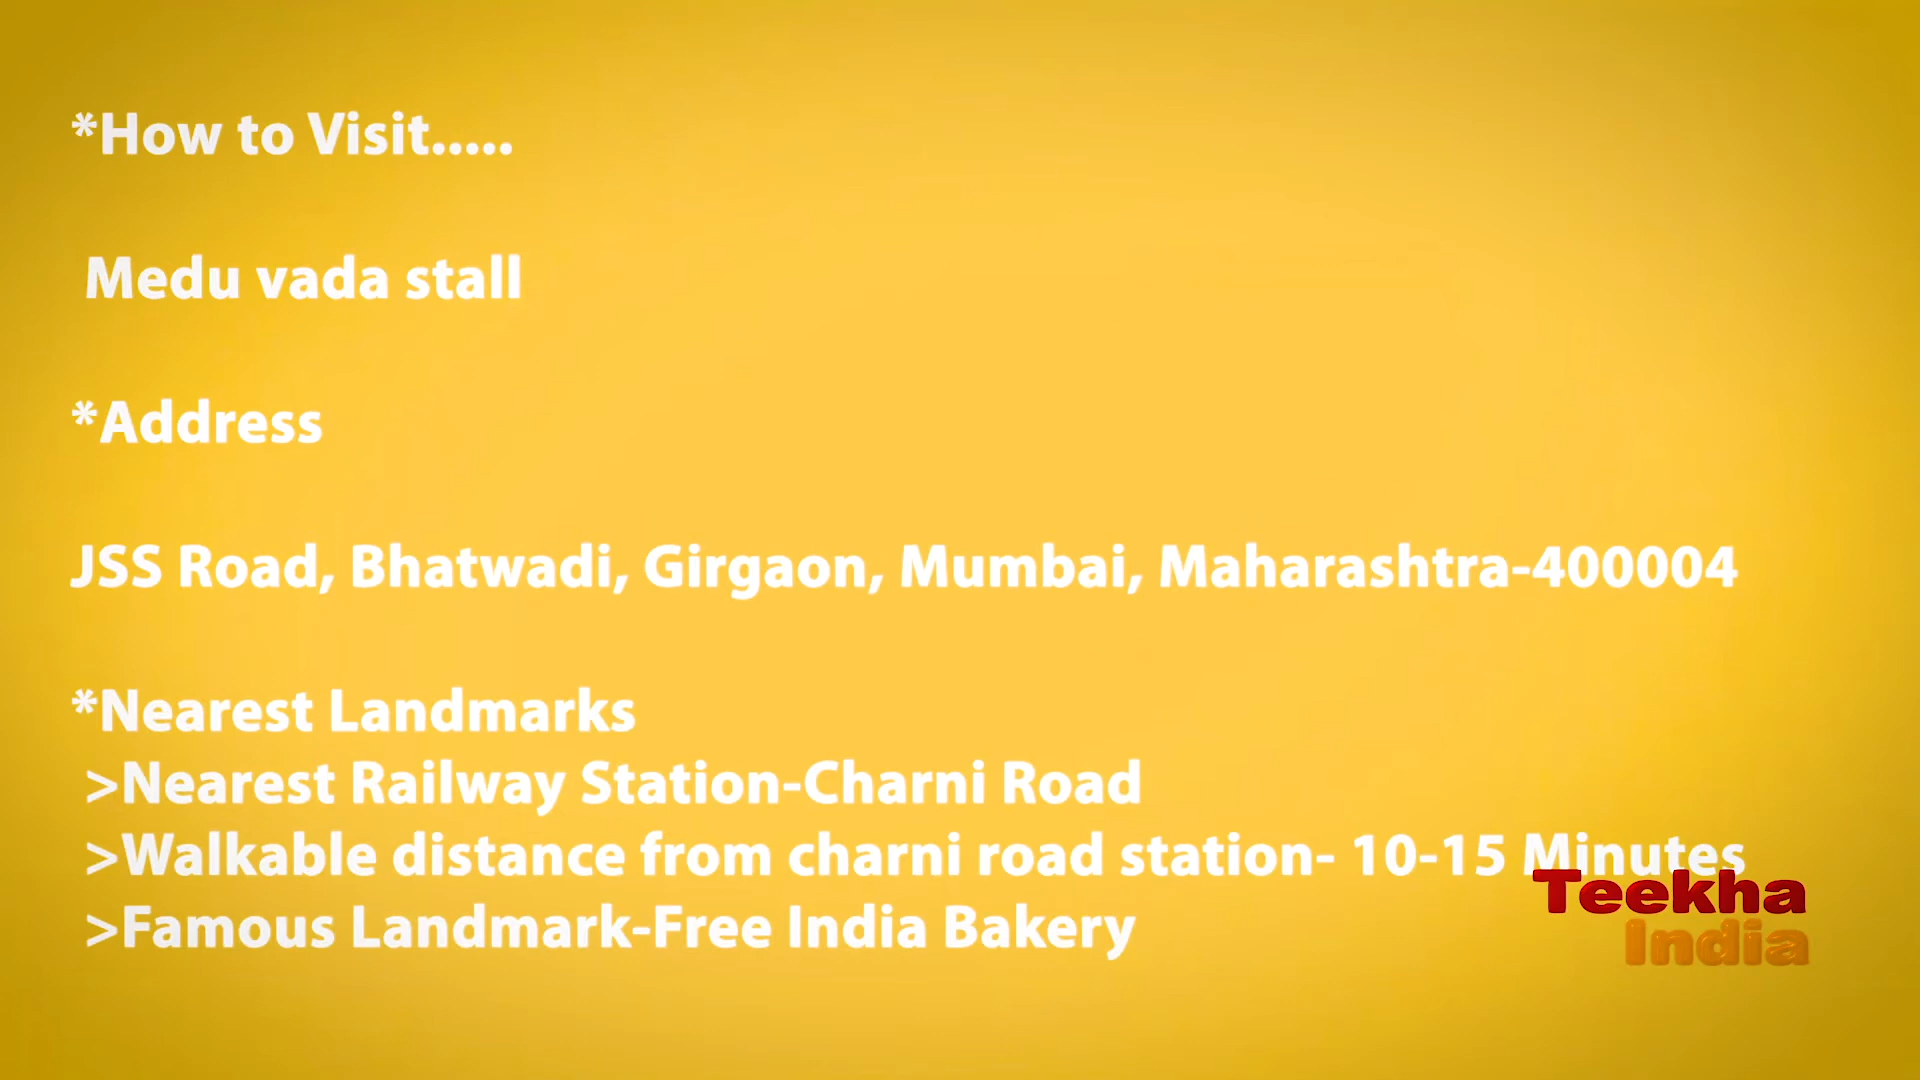 *How to Visit.....
Medu vada stall
*Address
JSS Road, Bhatwadi, Girgaon, Mumbai, Maharashtra-400004
*Nearest Landmarks
>Nearest Railway Station-Charni Road
>Walkable distance from charni road station- 10-15 Minutes
>Famous Landmark-Free India Bakery
Teekha
India